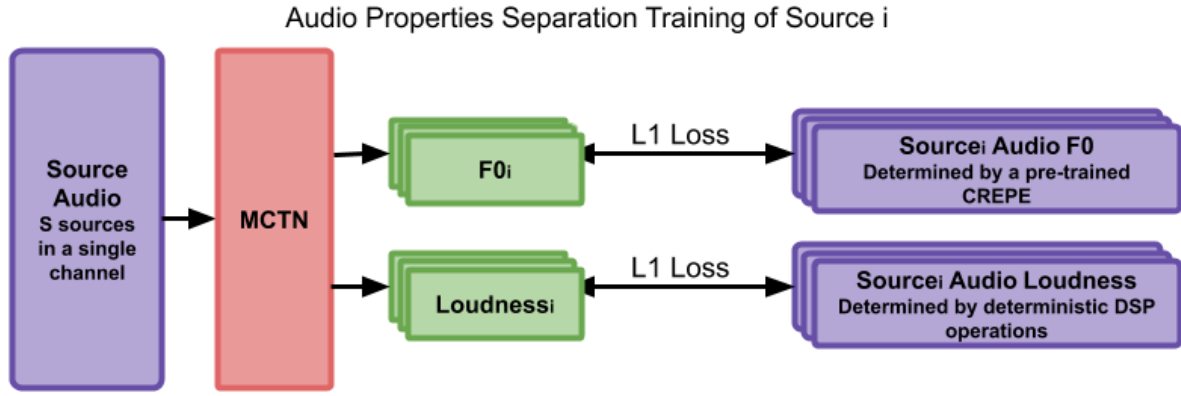 Audio Properties Separation Training of Source i
Source
Audio
S sources
in a single
channel
MCTN
F0i
L1 Loss
Sourcei Audio F0
Determined by a pre-trained
CREPE
Loudnessi
L1 Loss
Sourcei Audio Loudness
Determined by deterministic DSP
operations